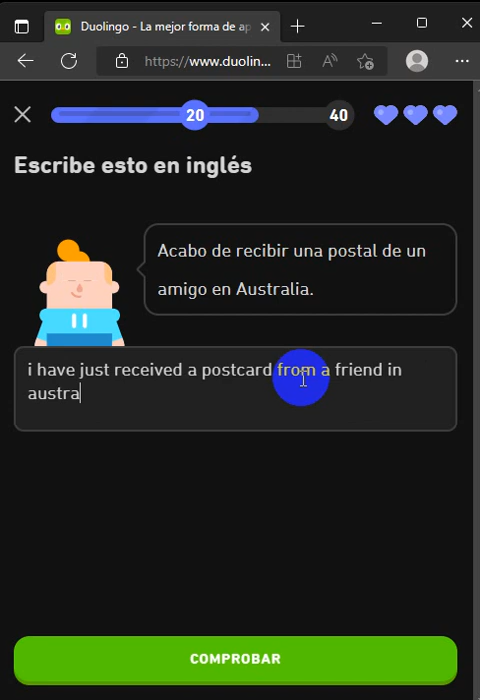 Duolingo - La mejor forma de ap
https://www.duolin...
20
40
Escribe esto en inglés
Acabo de recibir una postal de un
amigo en Australia.
i have just received a postcard from a friend in
austra
COMPROBAR